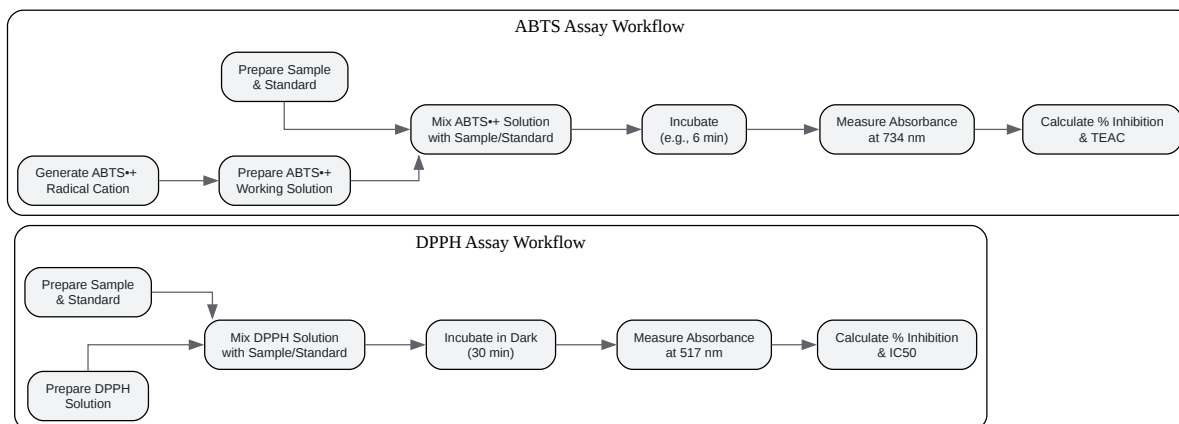 ABTS Assay Workflow
Prepare Sample
& Standard
Mix ABTS•+ Solution
with Sample/Standard
Incubate
(e.g., 6 min)
Measure Absorbance
at 734 nm
Calculate % Inhibition
& TEAC
Generate ABTS•+
Radical Cation
Prepare ABTS•+
Working Solution
DPPH Assay Workflow
Prepare Sample
& Standard
Mix DPPH Solution
with Sample/Standard
Incubate in Dark
(30 min)
Measure Absorbance
at 517 nm
Calculate % Inhibition
& IC50
Prepare DPPH
Solution